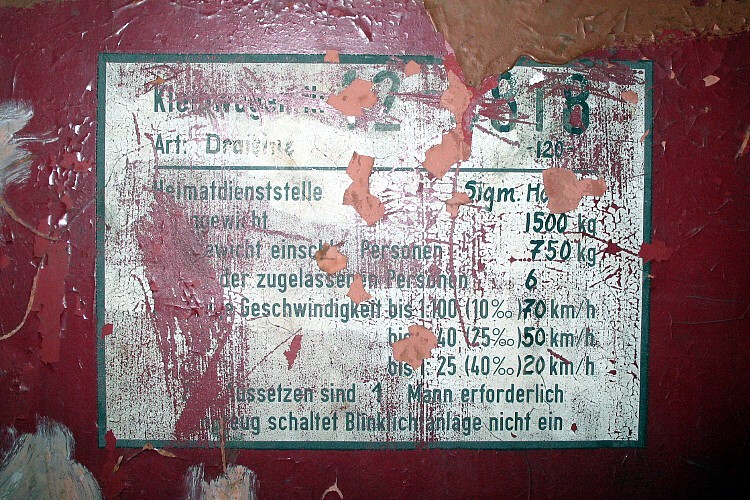 Art: Draisine
-120-
Heimatdienststelle Sigm.
1500 kg
einschl. Personen 750 kg
der zugelassenen Personen 6
Geschwindigkeit bis 1:100 (10‰) 70 km/h
bis 1: 40 (25‰) 50 km/h
bis 1: 25 (40‰) 20 km/h
Aussetzen sind 1 Mann erforderlich
schaltet Blinklichtanlage nicht ein